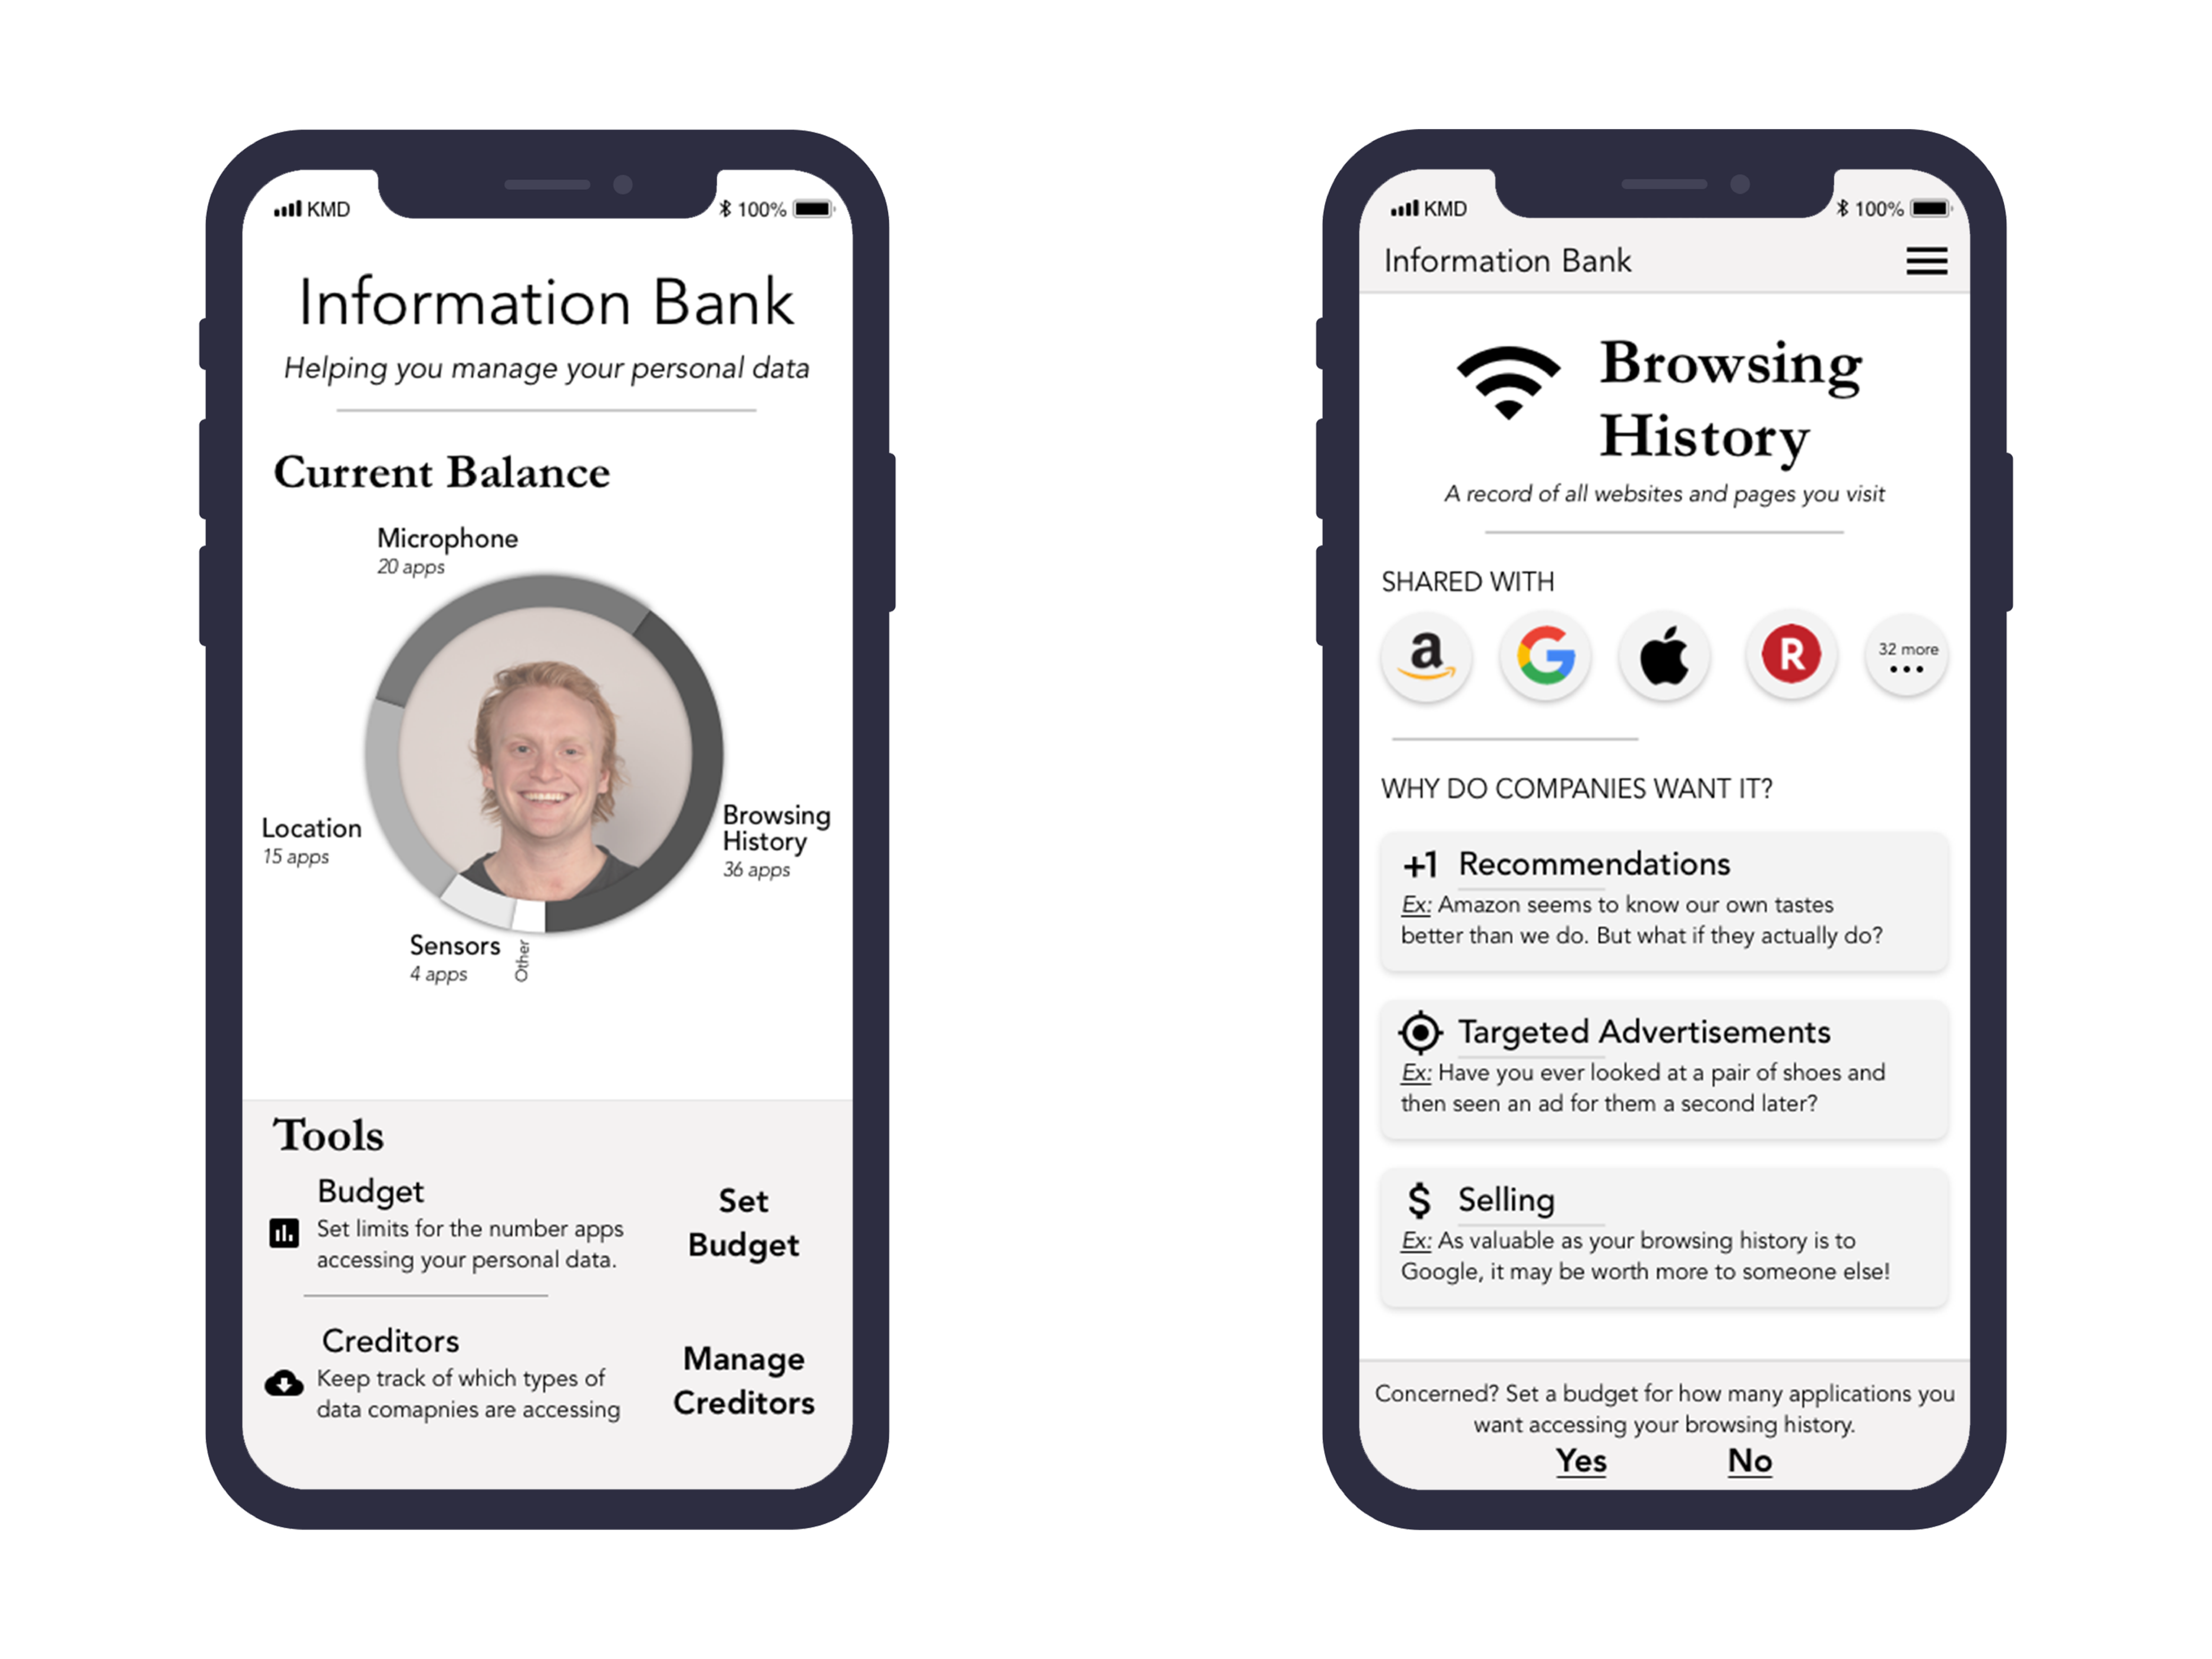 KMD
100%
Information Bank
Helping you manage your personal data
Current Balance
Microphone
20 apps
Browsing
History
36 apps
Location
15 apps
Sensors
4 apps
Other
Tools
Budget
Set limits for the number apps
accessing your personal data.
Set
Budget
Creditors
Keep track of which types of
data comapnies are accessing
Manage
Creditors
KMD
100%
Information Bank
Browsing
History
A record of all websites and pages you visit
SHARED WITH
a
G
R
32 more
WHY DO COMPANIES WANT IT?
+1 Recommendations
Ex: Amazon seems to know our own tastes
better than we do. But what if they actually do?
Targeted Advertisements
Ex: Have you ever looked at a pair of shoes and
then seen an ad for them a second later?
$ Selling
Ex: As valuable as your browsing history is to
Google, it may be worth more to someone else!
Concerned? Set a budget for how many applications you
want accessing your browsing history.
Yes No